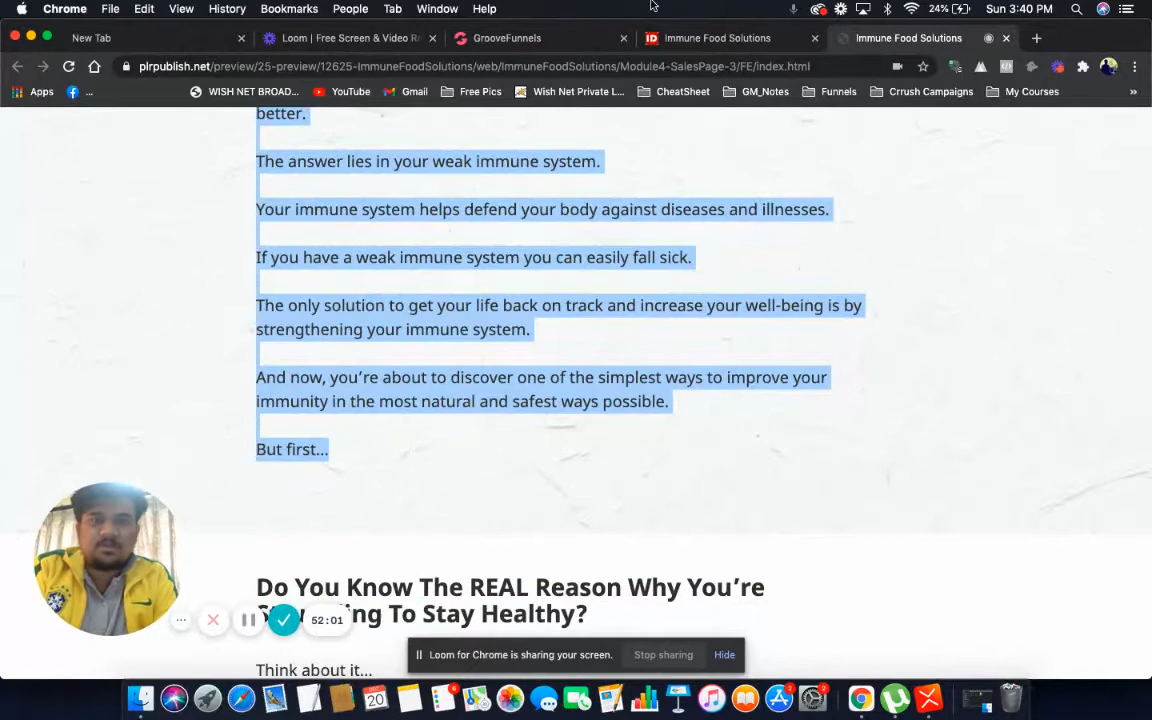 Chrome File Edit View History Bookmarks People Tab Window Help 24% Sun 3:40 PM
New Tab Loom | Free Screen & Video R GrooveFunnels Immune Food Solutions Immune Food Solutions
plrpublish.net/preview/25-preview/12625-ImmuneFoodSolutions/web/ImmuneFoodSolutions/Module4-SalesPage-3/FE/index.html
Apps ... WISH NET BROAD... YouTube Gmail Free Pics Wish Net Private L... CheatSheet GM_Notes Funnels Crrush Campaigns My Courses »
better.
The answer lies in your weak immune system.
Your immune system helps defend your body against diseases and illnesses.
If you have a weak immune system you can easily fall sick.
The only solution to get your life back on track and increase your well-being is by
strengthening your immune system.
And now, you're about to discover one of the simplest ways to improve your
immunity in the most natural and safest ways possible.
But first...
Do You Know The REAL Reason Why You're
To Stay Healthy?
52:01
Think about it...
Loom for Chrome is sharing your screen. Stop sharing Hide
DEC 20